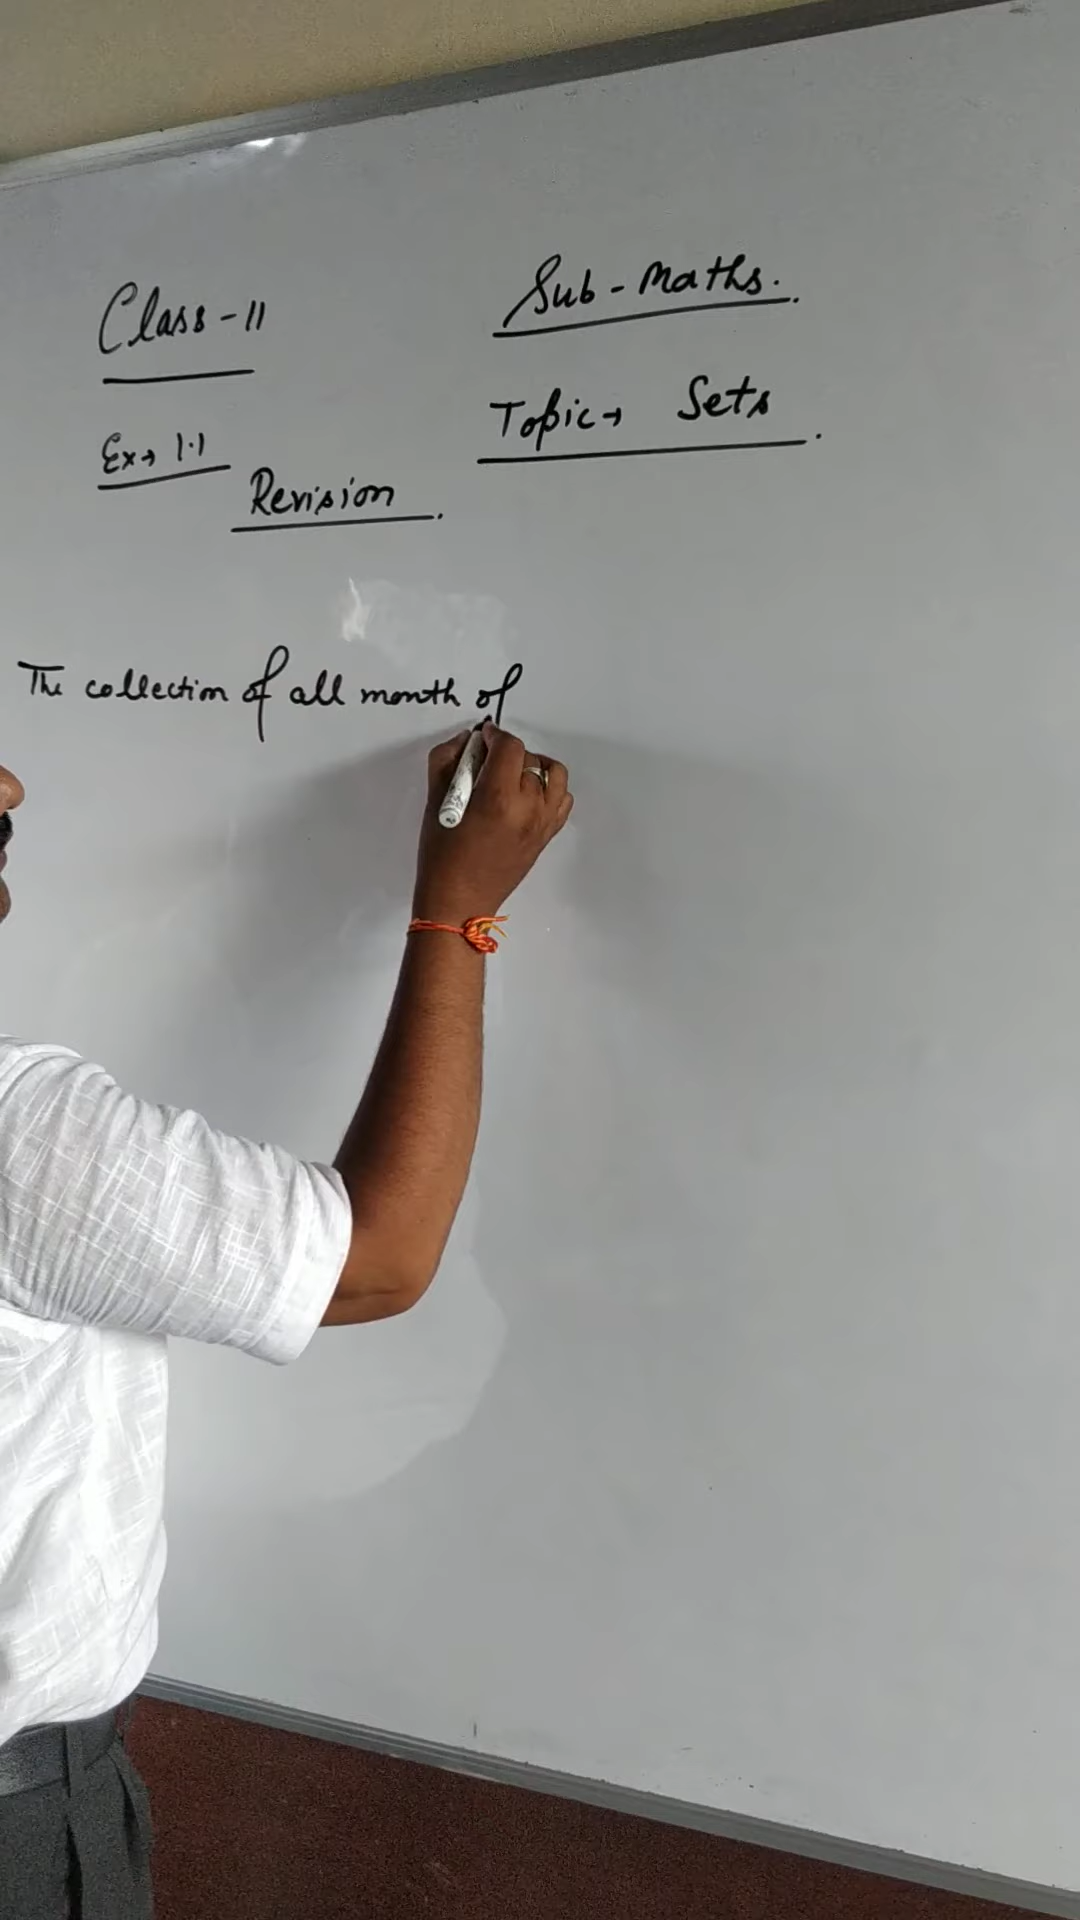 Class-11
Sub-Maths.
Topic→ Sets.
Ex→ 1.1
Revision.
The collection of all month of